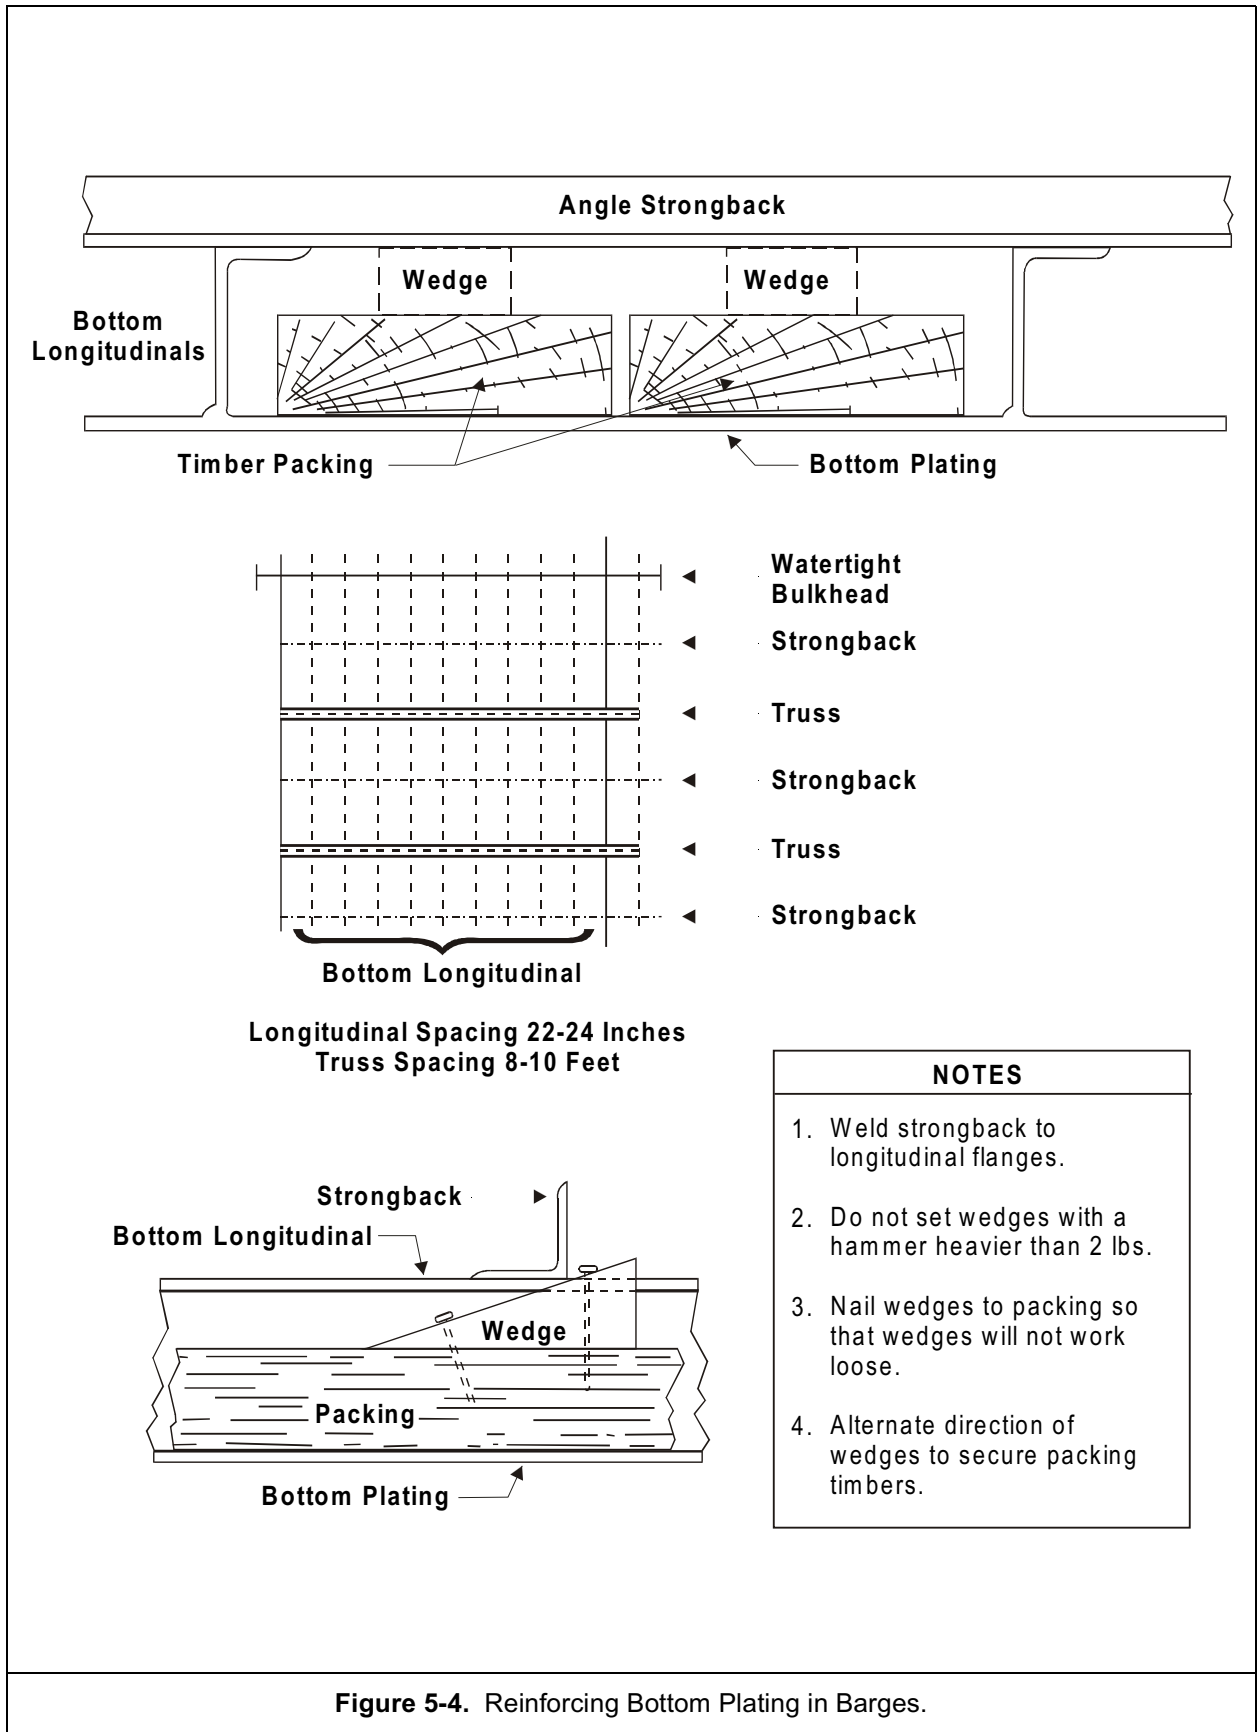 Angle Strongback
Wedge
Wedge
Bottom
Longitudinals
Timber Packing
Bottom Plating
Watertight
Bulkhead
Strongback
Truss
Strongback
Truss
Strongback
Bottom Longitudinal
Longitudinal Spacing 22-24 Inches
Truss Spacing 8-10 Feet
Strongback
Bottom Longitudinal
Wedge
Packing
Bottom Plating
NOTES
1. Weld strongback to
longitudinal flanges.
2. Do not set wedges with a
hammer heavier than 2 lbs.
3. Nail wedges to packing so
that wedges will not work
loose.
4. Alternate direction of
wedges to secure packing
timbers.
Figure 5-4. Reinforcing Bottom Plating in Barges.